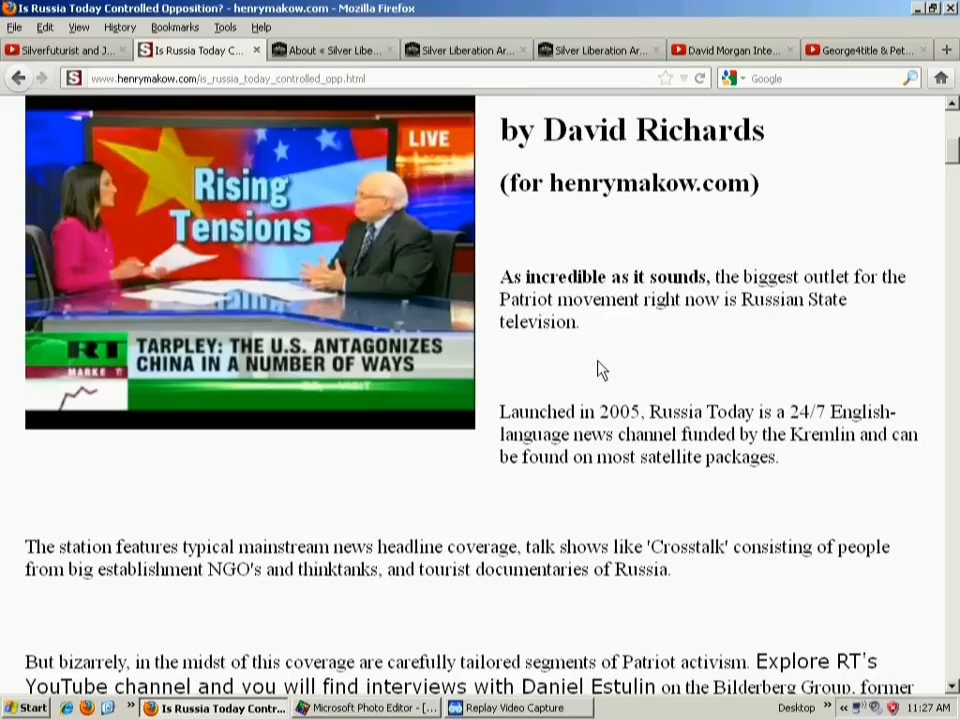 Is Russia Today Controlled Opposition? - henrymakow.com - Mozilla Firefox
File Edit View History Bookmarks Tools Help
Silverfuturist and J...
Is Russia Today C...
About « Silver Libe...
Silver Liberation Ar...
Silver Liberation Ar...
David Morgan Inte...
George4title & Pet...
www.henrymakow.com/is_russia_today_controlled_opp.html
Google
LIVE
Rising
Tensions
RT
TARPLEY: THE U.S. ANTAGONIZES
CHINA IN A NUMBER OF WAYS
VISIT
by David Richards
(for henrymakow.com)
As incredible as it sounds, the biggest outlet for the
Patriot movement right now is Russian State
television.
Launched in 2005, Russia Today is a 24/7 English-
language news channel funded by the Kremlin and can
be found on most satellite packages.
The station features typical mainstream news headline coverage, talk shows like 'Crosstalk' consisting of people
from big establishment NGO's and thinktanks, and tourist documentaries of Russia.
But bizarrely, in the midst of this coverage are carefully tailored segments of Patriot activism. Explore RT's
YouTube channel and you will find interviews with Daniel Estulin on the Bilderberg Group, former
Start
Is Russia Today Contr...
Microsoft Photo Editor - [...
Replay Video Capture
Desktop
11:27 AM